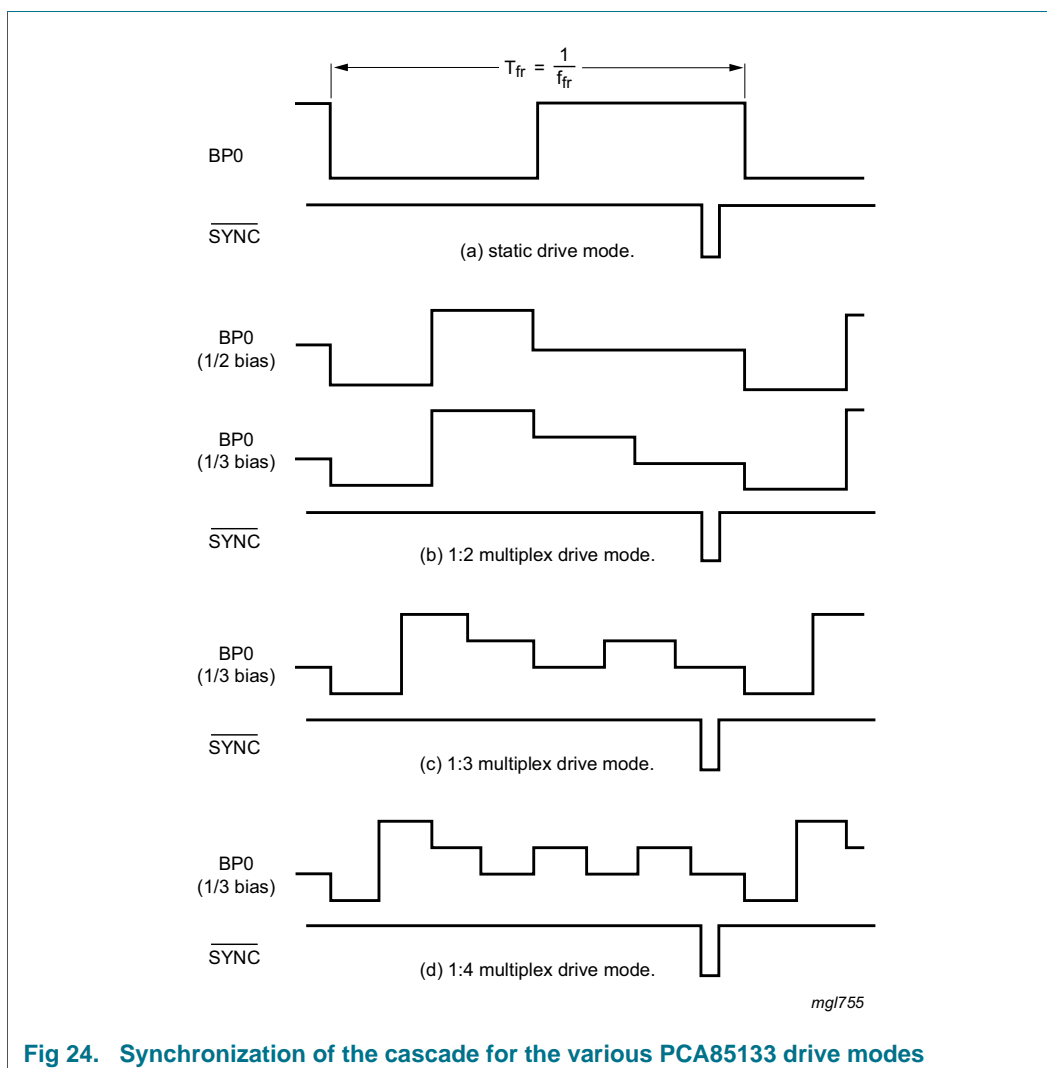 Tfr = 1/ffr
BP0
SYNC
(a) static drive mode.
BP0
(1/2 bias)
BP0
(1/3 bias)
SYNC
(b) 1:2 multiplex drive mode.
BP0
(1/3 bias)
SYNC
(c) 1:3 multiplex drive mode.
BP0
(1/3 bias)
SYNC
(d) 1:4 multiplex drive mode.
mgl755
Fig 24. Synchronization of the cascade for the various PCA85133 drive modes